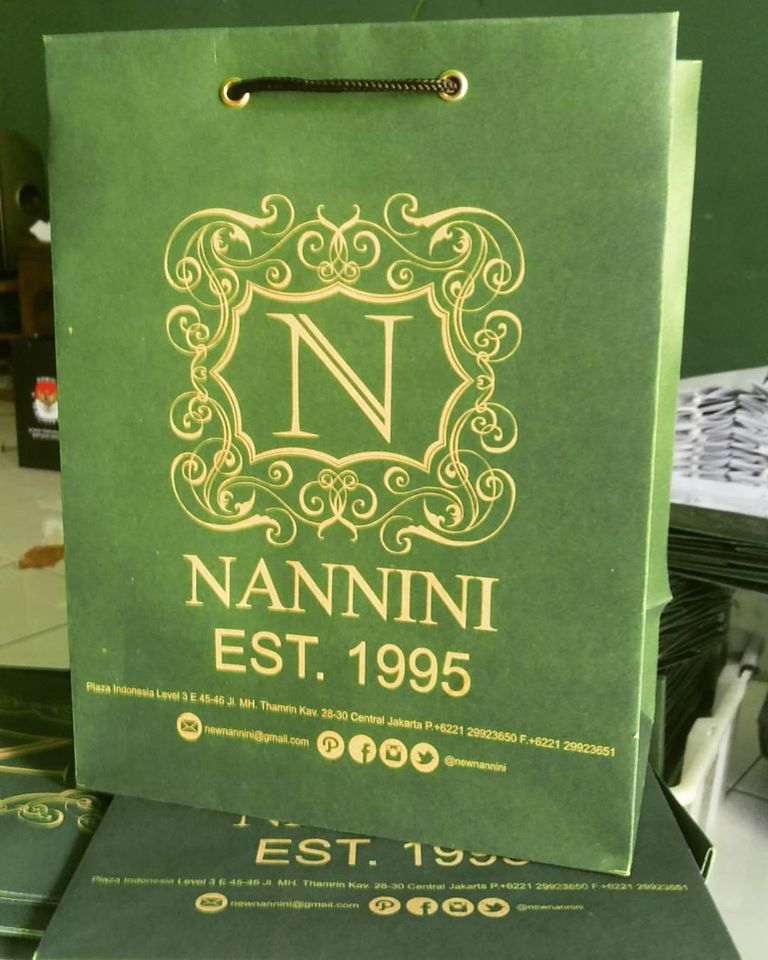 N
NANNINI
EST. 1995
Plaza Indonesia Level 3 E 45-46 Jl. MH. Thamrin Kav. 28-30 Central Jakarta P.+6221 29923650 F.+6221 29923651
newnannini@gmail.com @newnannini
EST. 1995
Plaza Indonesia Level 3 E 45-46 Jl. MH. Thamrin Kav. 28-30 Central Jakarta P.+6221 29923650 F.+6221 29923651
newnannini@gmail.com @newnannini